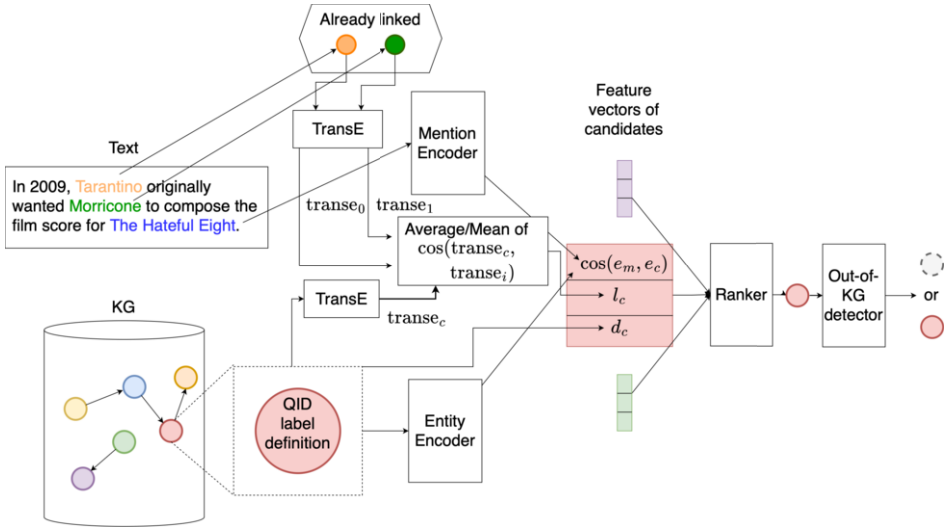 Already linked
TransE
Text
In 2009, Tarantino originally
wanted Morricone to compose the
film score for The Hateful Eight.
Mention
Encoder
Feature
vectors of
candidates
transe₀
transe₁
Average/Mean of
cos(transe_c,
transe_i)
TransE
transe_c
cos(e_m, e_c)
l_c
d_c
Ranker
Out-of-
KG
detector
or
KG
QID
label
definition
Entity
Encoder